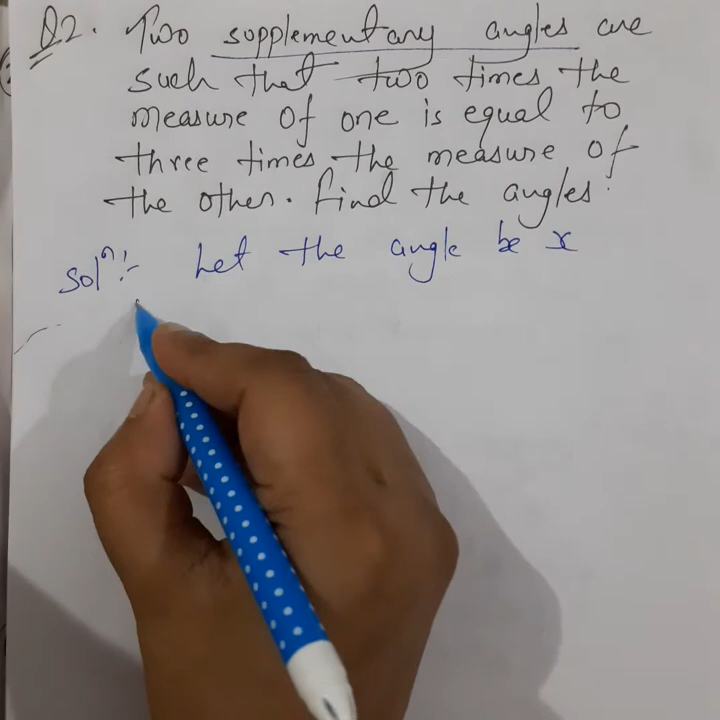 Q2. Two supplementary angles are
such that two times the
measure of one is equal to
three times the measure of
the other. Find the angles.
Solⁿ:- Let the angle be x